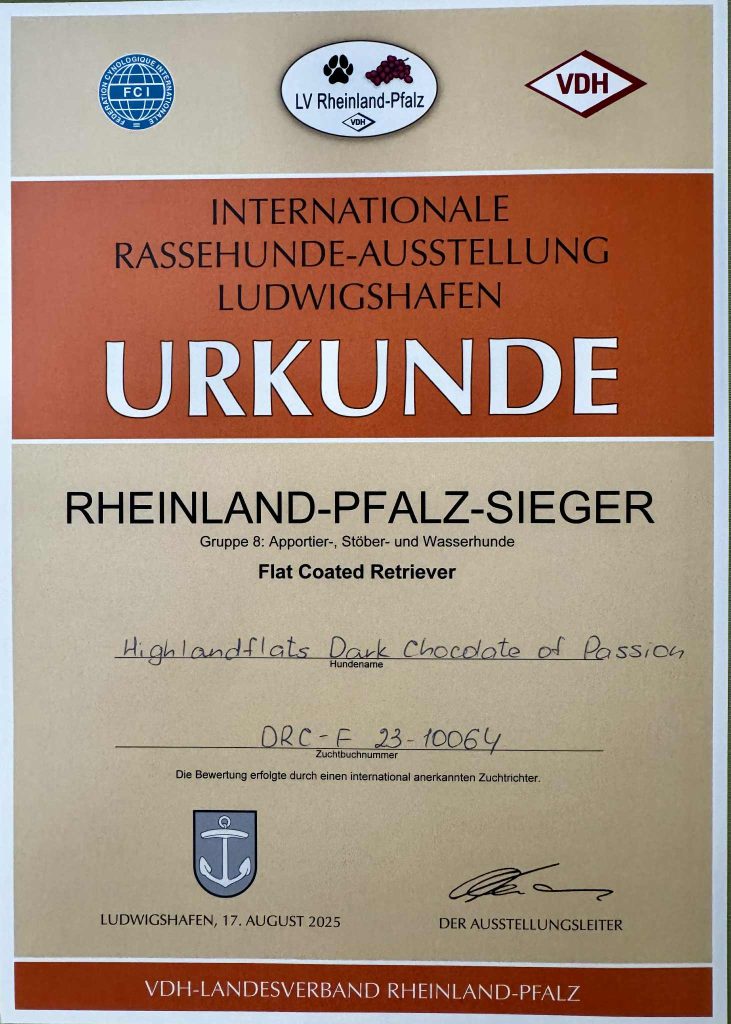 FEDERATION CYNOLOGIQUE INTERNATIONALE
FCI
LV Rheinland-Pfalz
VDH
VDH
INTERNATIONALE
RASSEHUNDE-AUSSTELLUNG
LUDWIGSHAFEN
URKUNDE
RHEINLAND-PFALZ-SIEGER
Gruppe 8: Apportier-, Stöber- und Wasserhunde
Flat Coated Retriever
Highlandflats Dark Chocolate of Passion
Hundename
DRC-F 23-10064
Zuchtbuchnummer
Die Bewertung erfolgte durch einen international anerkannten Zuchtrichter.
LUDWIGSHAFEN, 17. AUGUST 2025
DER AUSSTELLUNGSLEITER
VDH-LANDESVERBAND RHEINLAND-PFALZ